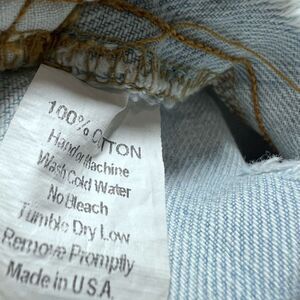 100% COTTON
Hand or Machine
Wash Cold Water
No Bleach
Tumble Dry Low
Remove Promptly
Made in U.S.A.